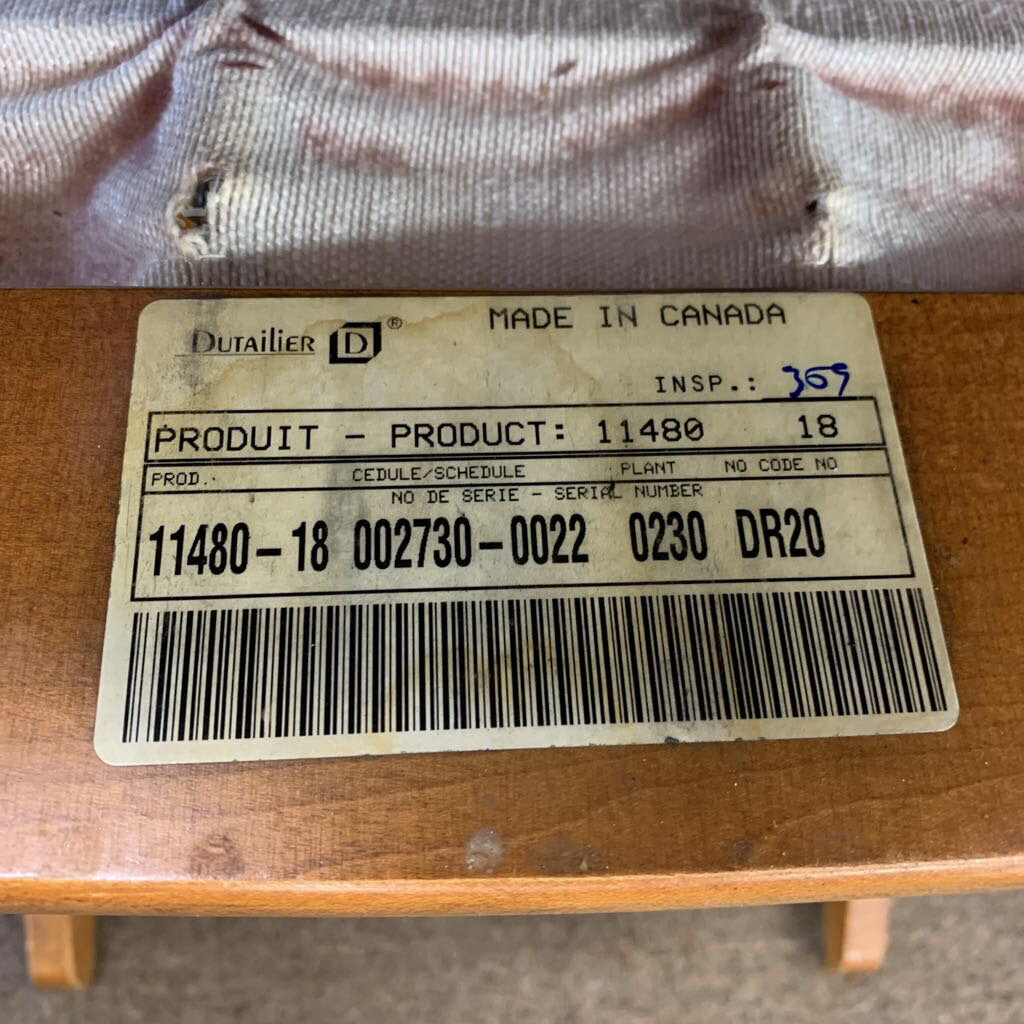 DUTAILIER D®
MADE IN CANADA
INSP.: 369
PRODUIT - PRODUCT: 11480 18
PROD. CEDULE/SCHEDULE PLANT NO CODE NO
NO DE SERIE - SERIAL NUMBER
11480-18 002730-0022 0230 DR20